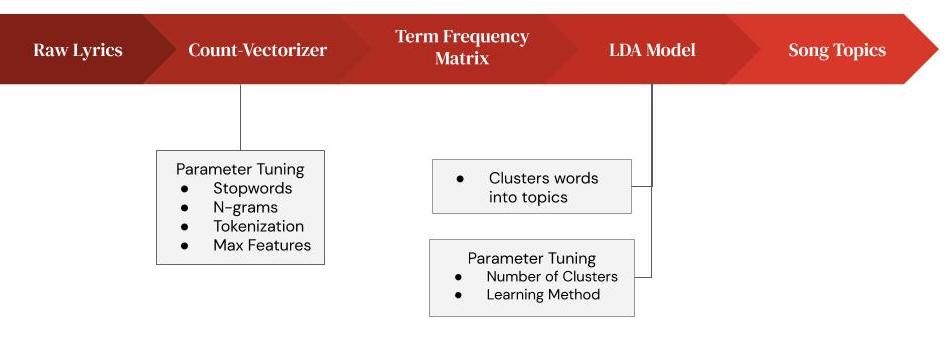 Raw Lyrics
Count-Vectorizer
Term Frequency
Matrix
LDA Model
Song Topics
Parameter Tuning
● Stopwords
● N-grams
● Tokenization
● Max Features
● Clusters words
into topics
Parameter Tuning
● Number of Clusters
● Learning Method